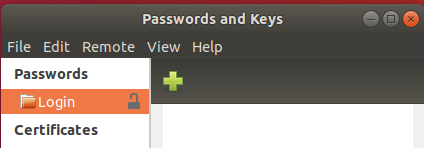 Passwords and Keys
File Edit Remote View Help
Passwords
Login
Certificates